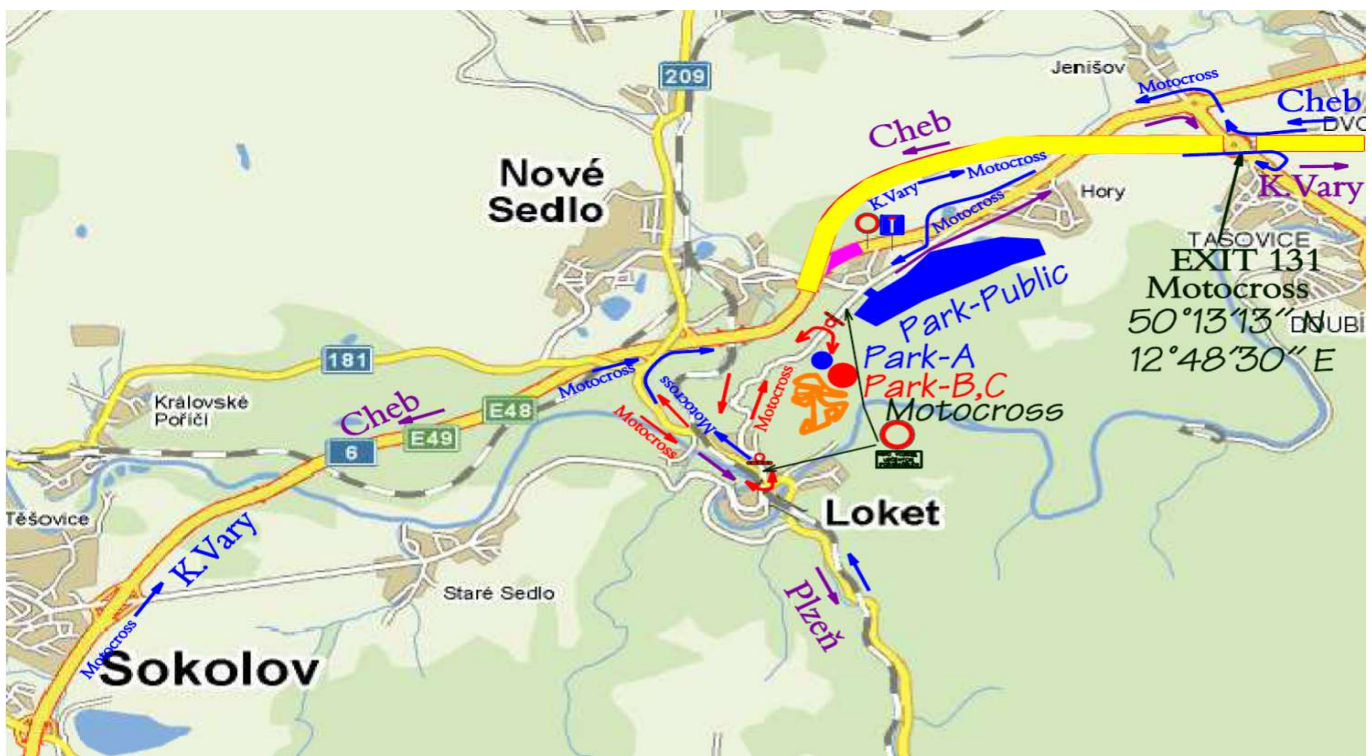 Jenišov
Motocross
Cheb
DVO
209
Cheb
Nové
Sedlo
K.Vary
Motocross
Hory
Motocross
K.Vary
TAŠOVICE
EXIT 131
Motocross
50°13'13" N
DOUBÍ
12°48'30" E
Park-Public
Park-A
Park-B,C
Motocross
181
Motocross
Královské
Poříčí
Cheb
E48
E49
6
Motocross
Motocross
Motocross
Loket
Těšovice
K.Vary
Staré Sedlo
Plzeň
Motocross
Sokolov